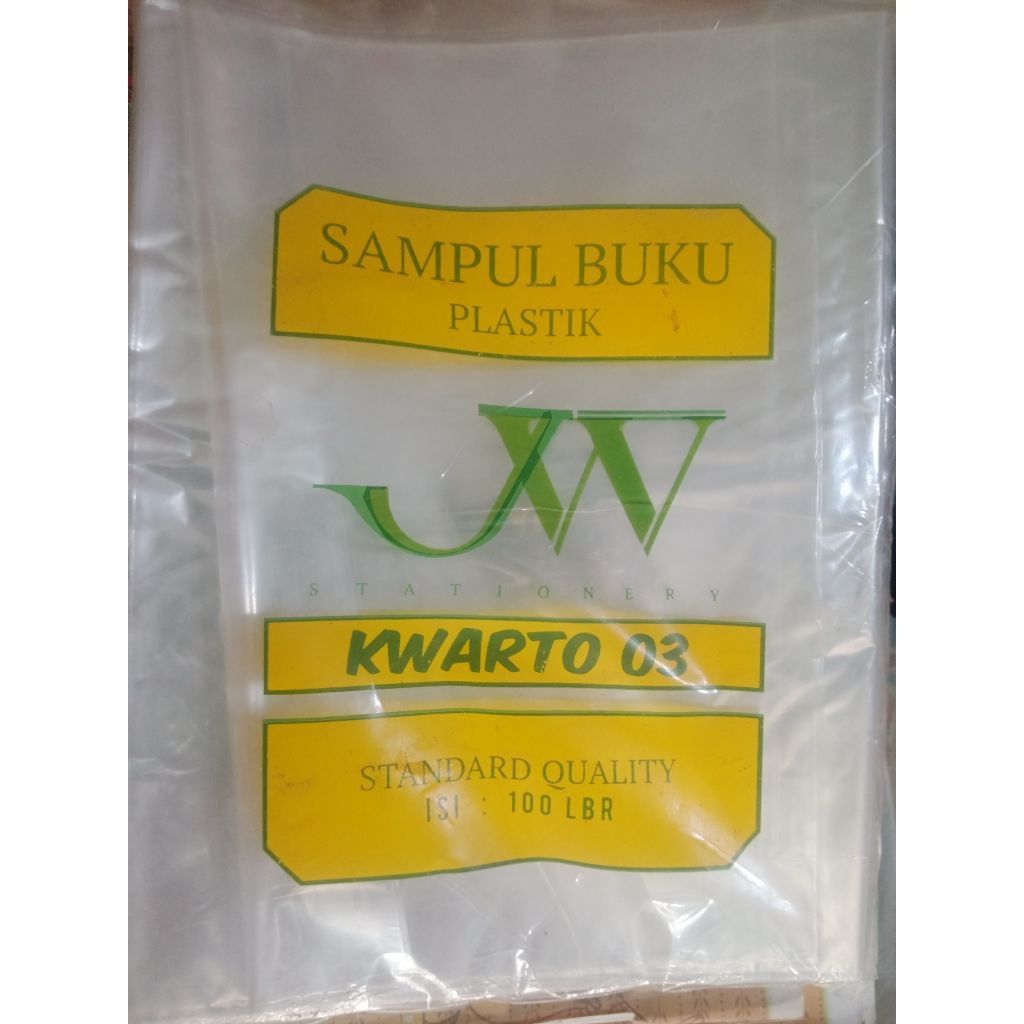 SAMPUL BUKU
PLASTIK
JW
STATIONERY
KWARTO 03
STANDARD QUALITY
ISI : 100 LBR